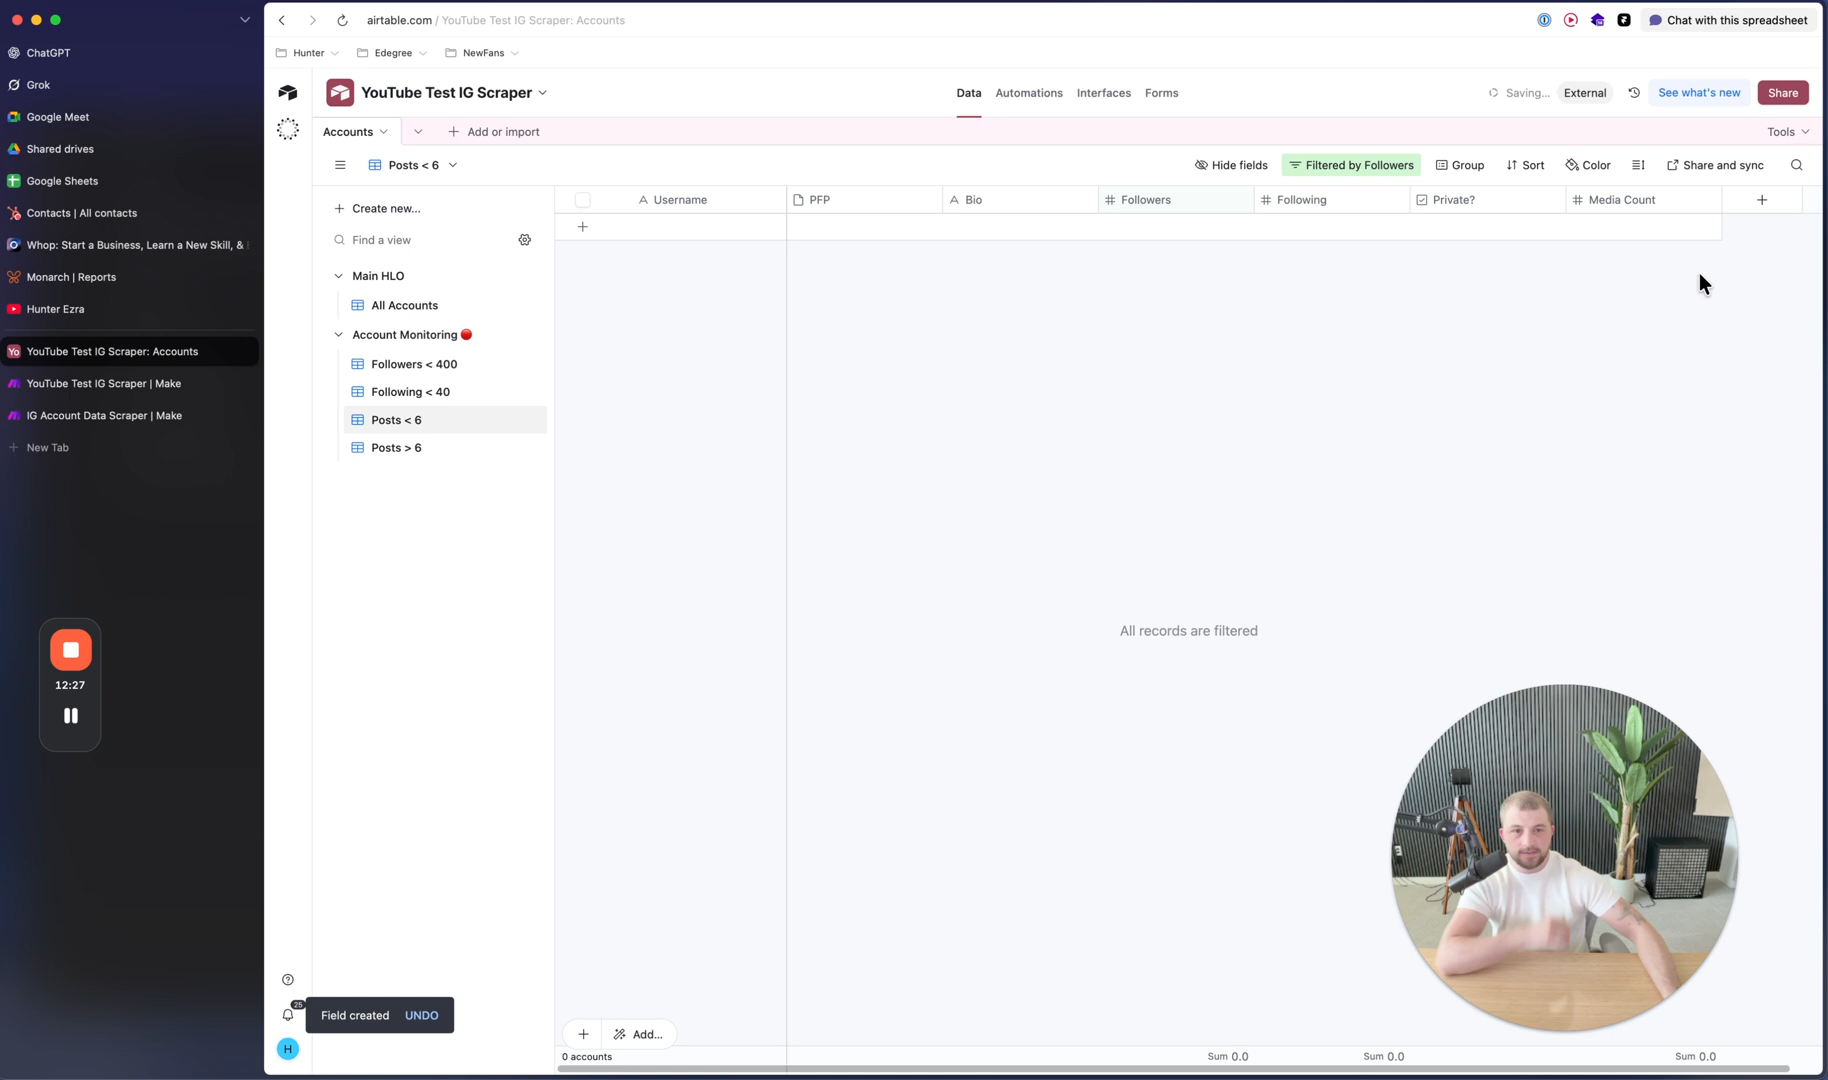 ChatGPT
Grok
Google Meet
Shared drives
Google Sheets
Contacts | All contacts
Whop: Start a Business, Learn a New Skill, &
Monarch | Reports
Hunter Ezra
Yo YouTube Test IG Scraper: Accounts
YouTube Test IG Scraper | Make
IG Account Data Scraper | Make
New Tab
12:27
airtable.com / YouTube Test IG Scraper: Accounts
Chat with this spreadsheet
Hunter
Edegree
NewFans
YouTube Test IG Scraper
Data
Automations
Interfaces
Forms
Saving...
External
See what's new
Share
Accounts
Add or import
Tools
Posts < 6
Hide fields
Filtered by Followers
Group
Sort
Color
Share and sync
Create new...
Find a view
Main HLO
All Accounts
Account Monitoring
Followers < 400
Following < 40
Posts < 6
Posts > 6
Username
PFP
Bio
Followers
Following
Private?
Media Count
All records are filtered
25
Field created UNDO
H
Add...
0 accounts
Sum 0.0
Sum 0.0
Sum 0.0